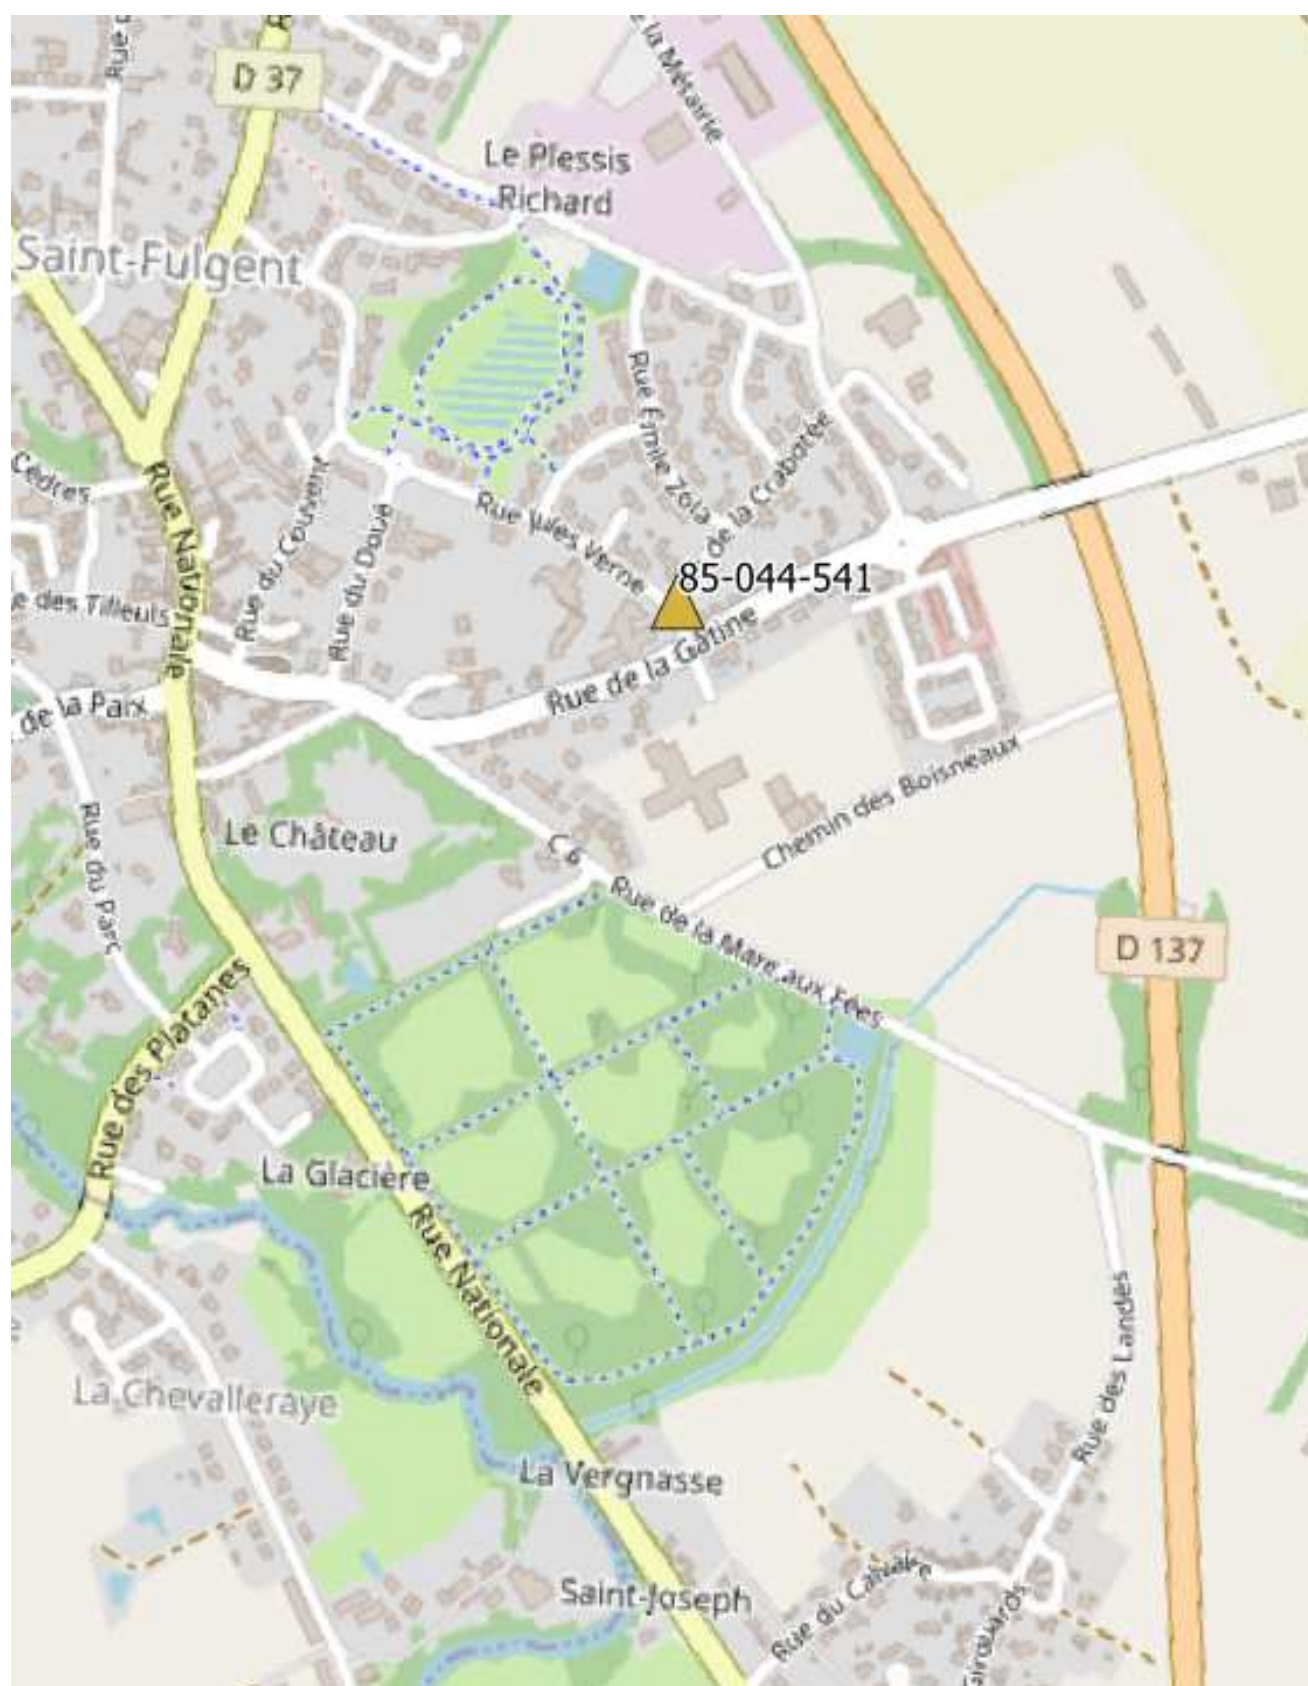 Rue d
D 37
e la Métairie
Le Plessis
Richard
Saint-Fulgent
Rue Emile Zola
de la Crabotée
Cèdres
Rue Nationale
Rue du Couvent
Rue du Doué
Rue Jules Verne
85-044-541
e des Tilleuls
Rue de la Gâtine
de la Paix
Chemin des Boisneaux
Rue du Parc
Le Château
C 6
Rue de la Mare aux Fées
D 137
Rue des Platanes
La Glacière
Rue Nationale
Rue des Landes
La Chevalleraye
La Vergnasse
Saint-Joseph
Rue du Calvaire